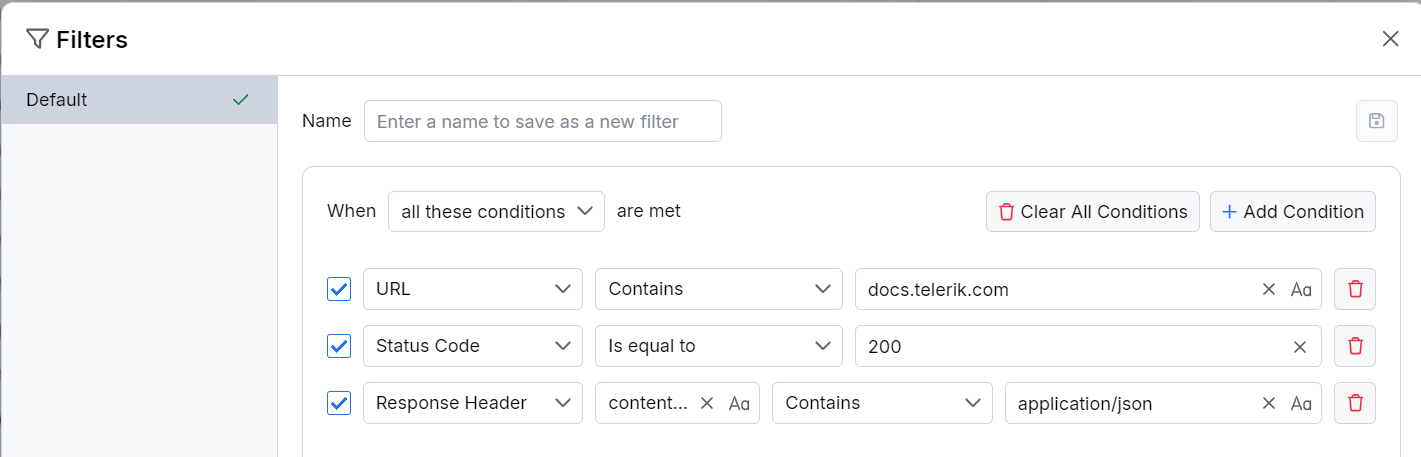 Filters
Default
Name Enter a name to save as a new filter
When all these conditions are met Clear All Conditions + Add Condition
URL Contains docs.telerik.com Aa
Status Code Is equal to 200
Response Header content... Aa Contains application/json Aa